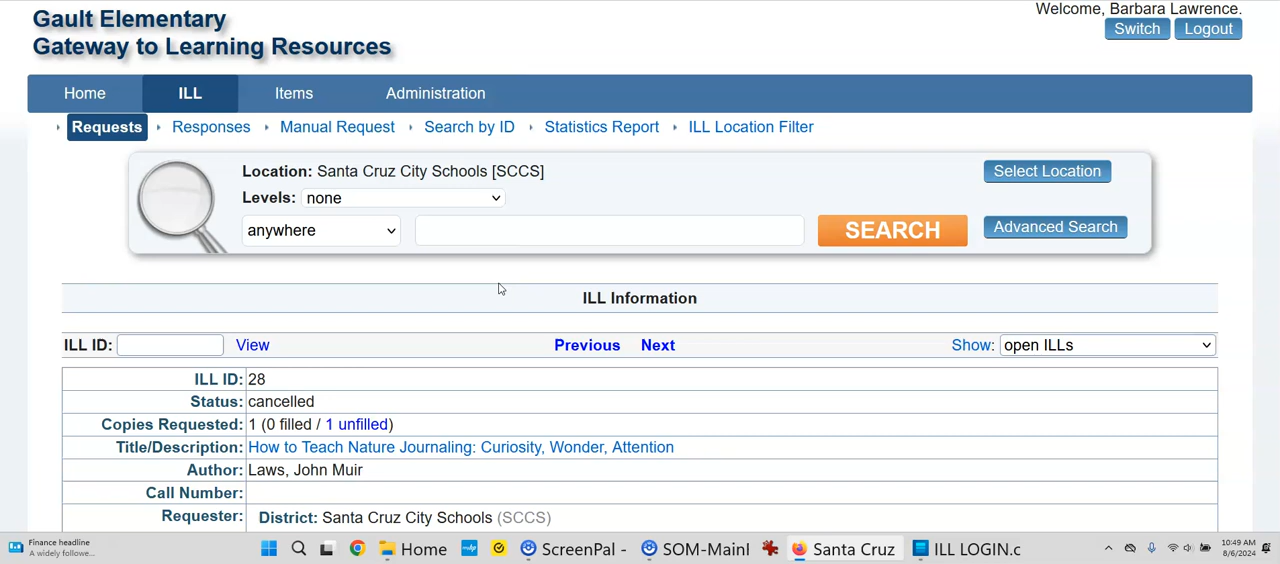 Gault Elementary
Gateway to Learning Resources
Welcome, Barbara Lawrence.
Switch Logout
Home ILL Items Administration
Requests Responses Manual Request Search by ID Statistics Report ILL Location Filter
Location: Santa Cruz City Schools [SCCS] Select Location
Levels: none
anywhere SEARCH Advanced Search
ILL Information
ILL ID: View Previous Next Show: open ILLs
ILL ID: 28
Status: cancelled
Copies Requested: 1 (0 filled / 1 unfilled)
Title/Description: How to Teach Nature Journaling: Curiosity, Wonder, Attention
Author: Laws, John Muir
Call Number:
Requester: District: Santa Cruz City Schools (SCCS)
Finance headline
A widely followe...
Home ScreenPal - SOM-MainI Santa Cruz ILL LOGIN.c
10:49 AM
8/6/2024